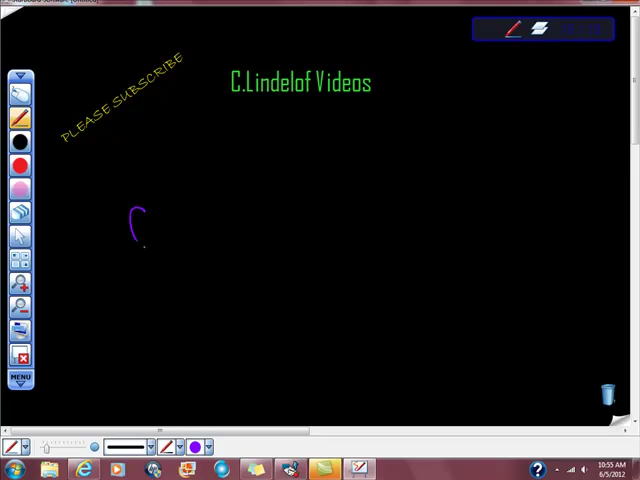 C.Lindelof Videos
PLEASE SUBSCRIBE
MENU
10:55 AM
6/5/2012